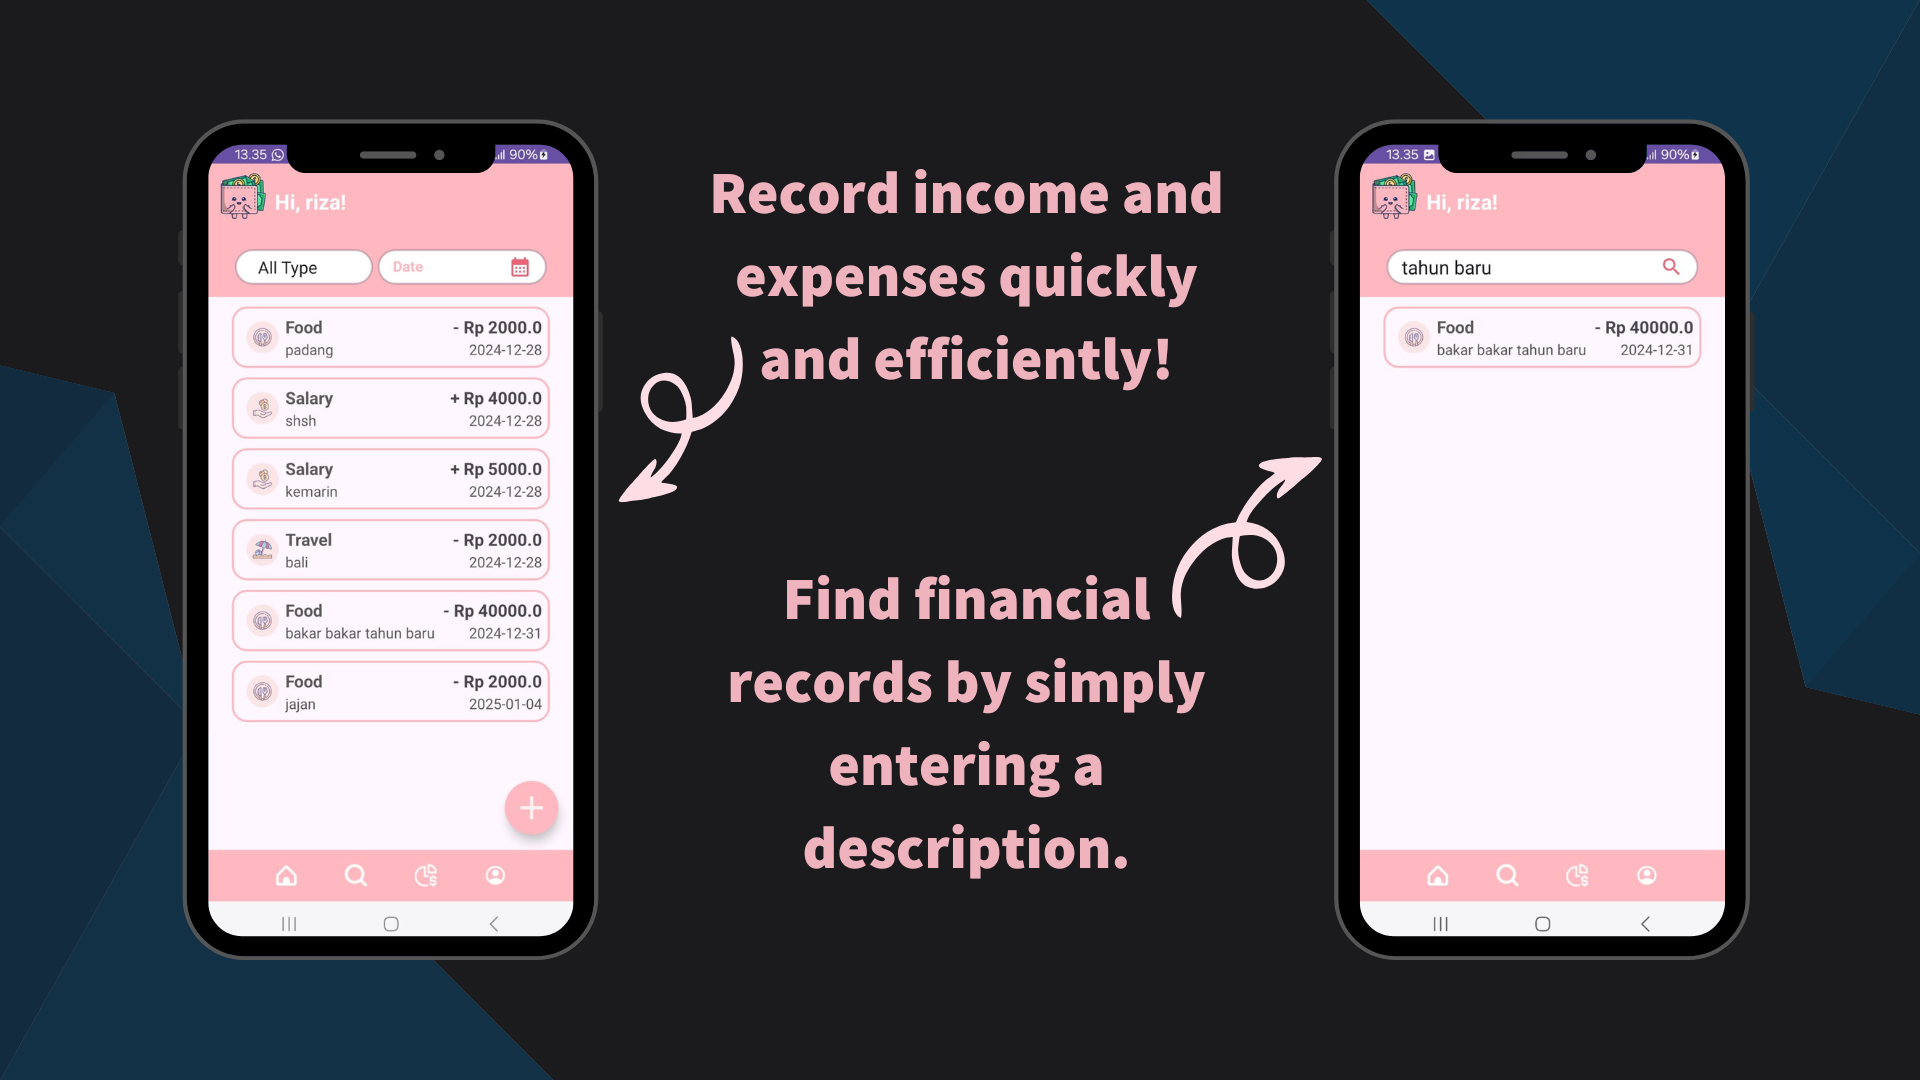 13.35
90%
Hi, riza!
All Type
Date
Food - Rp 2000.0
padang 2024-12-28
Salary + Rp 4000.0
shsh 2024-12-28
Salary + Rp 5000.0
kemarin 2024-12-28
Travel - Rp 2000.0
bali 2024-12-28
Food - Rp 40000.0
bakar bakar tahun baru 2024-12-31
Food - Rp 2000.0
jajan 2025-01-04
Record income and
expenses quickly
and efficiently!
Find financial
records by simply
entering a
description.
13.35
90%
Hi, riza!
tahun baru
Food - Rp 40000.0
bakar bakar tahun baru 2024-12-31